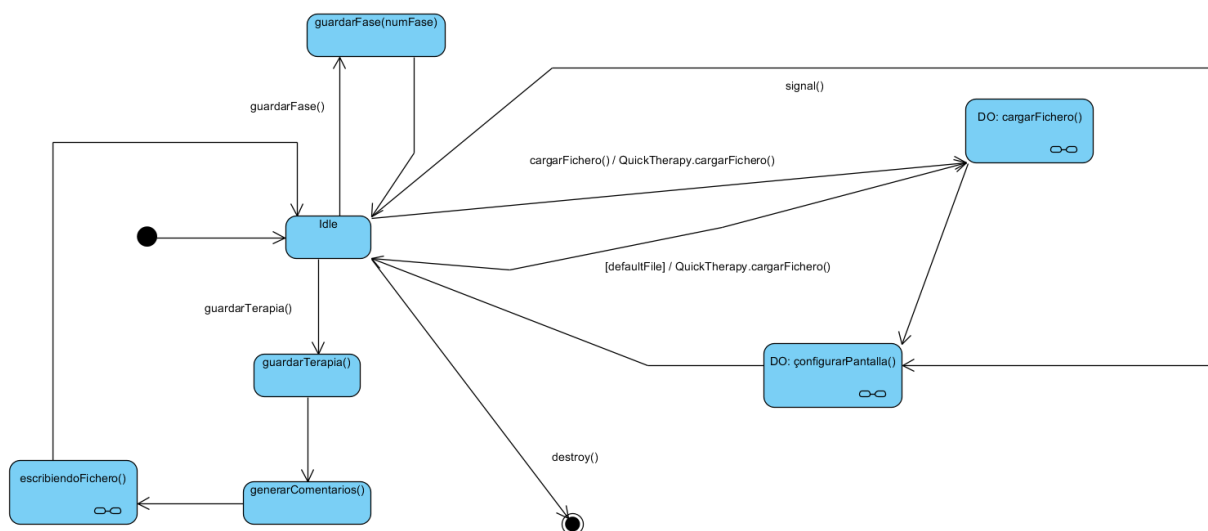 guardarFase(numFase)
signal()
guardarFase()
DO: cargarFichero()
cargarFichero() / QuickTherapy.cargarFichero()
Idle
[defaultFile] / QuickTherapy.cargarFichero()
guardarTerapia()
guardarTerapia()
DO: çonfigurarPantalla()
destroy()
escribiendoFichero()
generarComentarios()